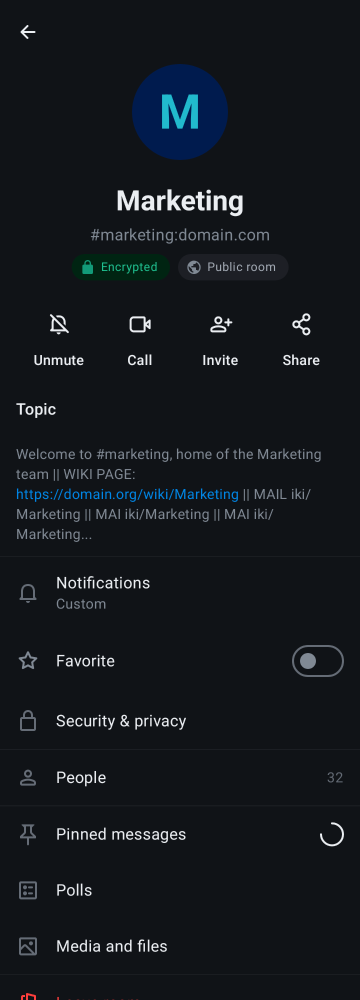 M
Marketing
#marketing:domain.com
Encrypted
Public room
Unmute
Call
Invite
Share
Topic
Welcome to #marketing, home of the Marketing
team || WIKI PAGE:
https://domain.org/wiki/Marketing || MAIL iki/
Marketing || MAI iki/Marketing || MAI iki/
Marketing...
Notifications
Custom
Favorite
Security & privacy
People
32
Pinned messages
Polls
Media and files